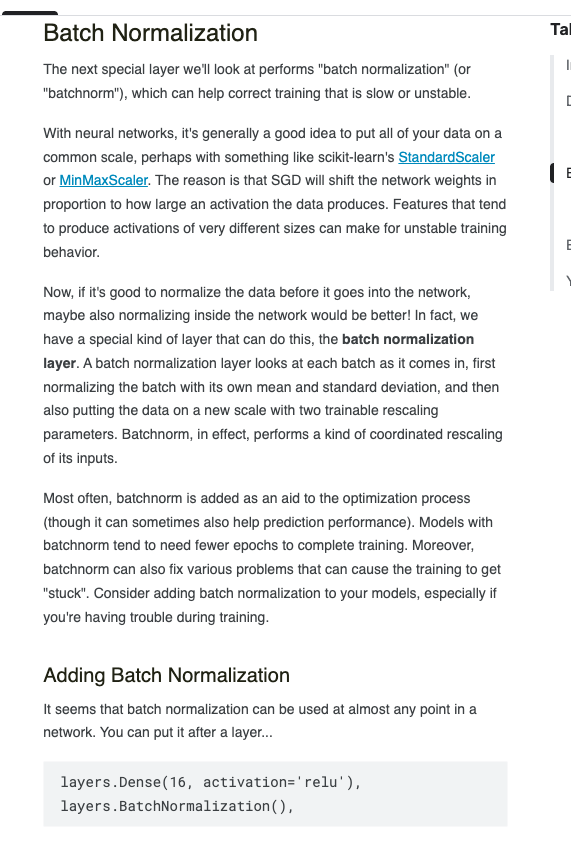 Batch Normalization
The next special layer we'll look at performs "batch normalization" (or
"batchnorm"), which can help correct training that is slow or unstable.
With neural networks, it's generally a good idea to put all of your data on a
common scale, perhaps with something like scikit-learn's StandardScaler
or MinMaxScaler. The reason is that SGD will shift the network weights in
proportion to how large an activation the data produces. Features that tend
to produce activations of very different sizes can make for unstable training
behavior.
Now, if it's good to normalize the data before it goes into the network,
maybe also normalizing inside the network would be better! In fact, we
have a special kind of layer that can do this, the batch normalization
layer. A batch normalization layer looks at each batch as it comes in, first
normalizing the batch with its own mean and standard deviation, and then
also putting the data on a new scale with two trainable rescaling
parameters. Batchnorm, in effect, performs a kind of coordinated rescaling
of its inputs.
Most often, batchnorm is added as an aid to the optimization process
(though it can sometimes also help prediction performance). Models with
batchnorm tend to need fewer epochs to complete training. Moreover,
batchnorm can also fix various problems that can cause the training to get
"stuck". Consider adding batch normalization to your models, especially if
you're having trouble during training.
Adding Batch Normalization
It seems that batch normalization can be used at almost any point in a
network. You can put it after a layer...
layers.Dense(16, activation='relu'),
layers.BatchNormalization(),